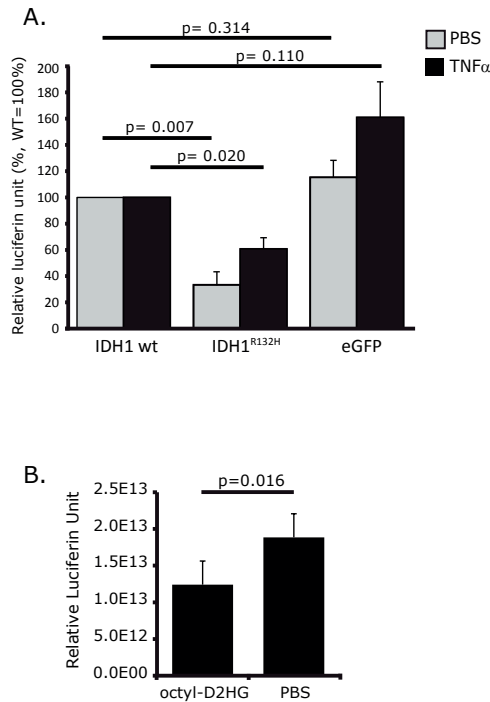 A.
p= 0.314
PBS
TNFα
p= 0.110
p= 0.007
p= 0.020
Relative luciferin unit (%, WT=100%)
200
180
160
140
120
100
80
60
40
20
0
IDH1 wt
IDH1R132H
eGFP
B.
p=0.016
Relative Luciferin Unit
2.5E13
2.0E13
1.5E13
1.0E13
5.0E12
0.0E00
octyl-D2HG
PBS